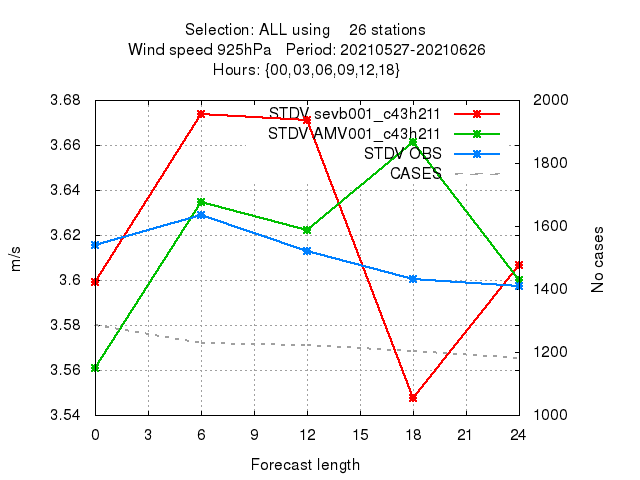 Selection: ALL using 26 stations
Wind speed 925hPa Period: 20210527-20210626
Hours: {00,03,06,09,12,18}
STDV sevb001_c43h211
STDV AMV001_c43h211
STDV OBS
CASES
3.68
3.66
3.64
3.62
3.6
3.58
3.56
3.54
m/s
2000
1800
1600
1400
1200
1000
No cases
0 3 6 9 12 15 18 21 24
Forecast length